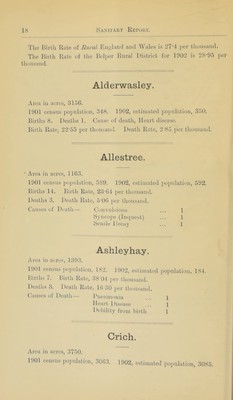 18 SANITARY REPORT.
The Birth Rate of Rural England and Wales is 27·4 per thousand.
The Birth Rate of the Belper Rural District for 1902 is 28·95 per
thousand.
Alderwasley.
Area in acres, 3156.
1901 census population, 348. 1902, estimated population, 350.
Births 8. Deaths 1. Cause of death, Heart disease.
Birth Rate, 22·55 per thousand. Death Rate, 2·85 per thousand.
Allestree.
Area in acres, 1163.
1901 census population, 589. 1902, estimated population, 592.
Births 14. Birth Rate, 23·64 per thousand.
Deaths 3. Death Rate, 5·06 per thousand.
Causes of Death— Convulsions ... 1
Syncope (Inquest) ... 1
Senile Decay ... 1
Ashleyhay.
Area in acres, 1393.
1901 census population, 182. 1902, estimated population, 184.
Births 7. Birth Rate, 38·04 per thousand.
Deaths 3. Death Rate, 16·30 per thousand.
Causes of Death— Pneumonia ... 1
Heart Disease 1
Debility from birth 1
Crich.
Area in acres, 3750.
1901 census population, 3063. 1902, estimated population, 3083.